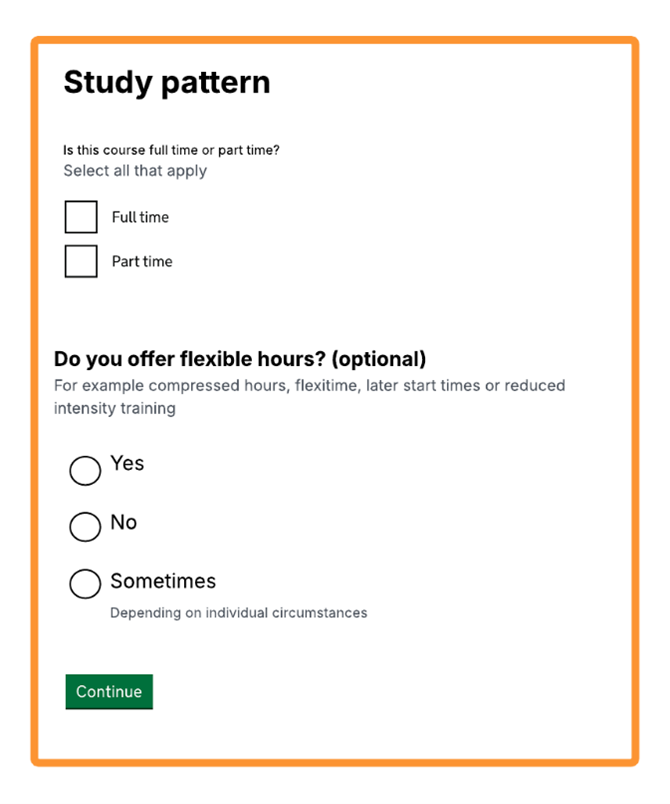 Study pattern
Is this course full time or part time?
Select all that apply
Full time
Part time
Do you offer flexible hours? (optional)
For example compressed hours, flexitime, later start times or reduced
intensity training
Yes
No
Sometimes
Depending on individual circumstances
Continue